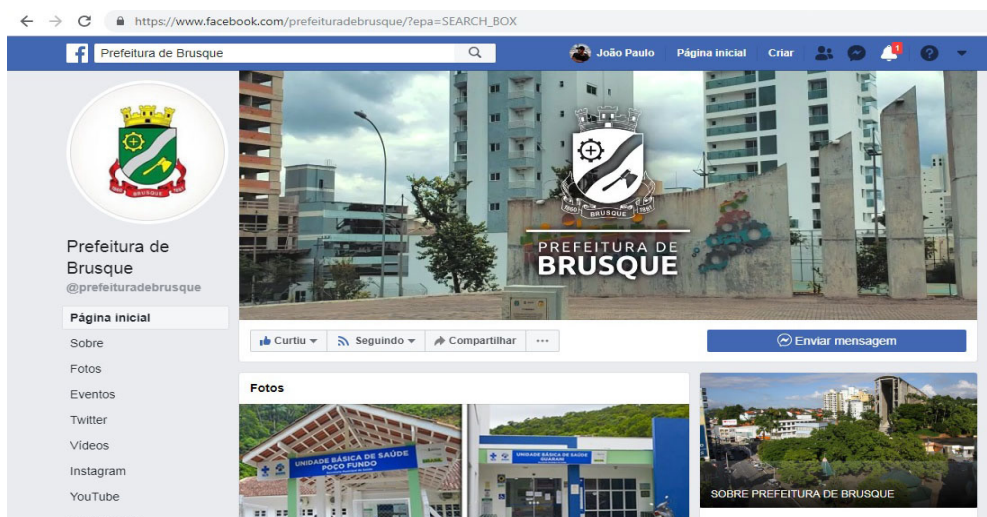 https://www.facebook.com/prefeituradebrusque/?epa=SEARCH_BOX
Prefeitura de Brusque
João Paulo
Página inicial
Criar
1
BRUSQUE
1860 BRUSQUE
PREFEITURA DE
BRUSQUE
Prefeitura de
Brusque
@prefeituradebrusque
Página inicial
Sobre
Fotos
Eventos
Twitter
Vídeos
Instagram
YouTube
Curtiu
Seguindo
Compartilhar
Enviar mensagem
Fotos
UNIDADE BÁSICA DE SAÚDE
POÇO FUNDO
UNIDADE BÁSICA DE SAÚDE
GUARANI
SOBRE PREFEITURA DE BRUSQUE